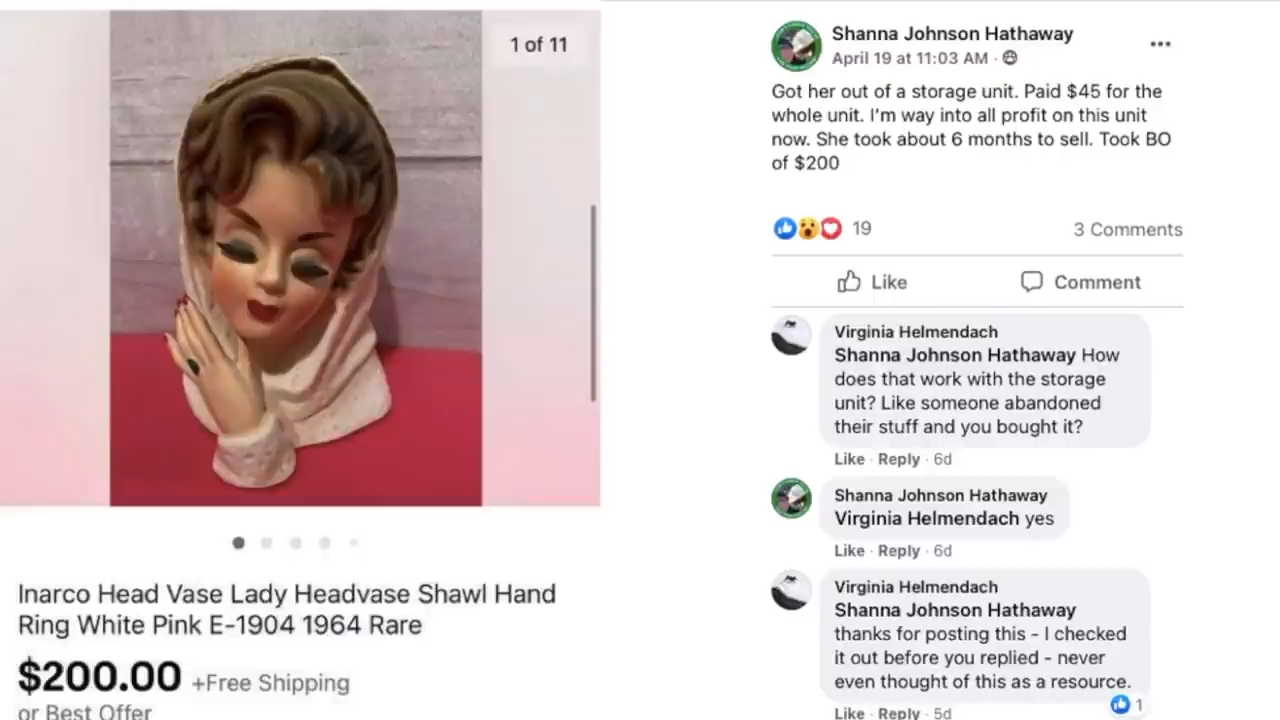 1 of 11
Inarco Head Vase Lady Headvase Shawl Hand
Ring White Pink E-1904 1964 Rare
$200.00 +Free Shipping
or Best Offer
Shanna Johnson Hathaway
April 19 at 11:03 AM ·
Got her out of a storage unit. Paid $45 for the
whole unit. I'm way into all profit on this unit
now. She took about 6 months to sell. Took BO
of $200
19
3 Comments
Like
Comment
Virginia Helmendach
Shanna Johnson Hathaway How
does that work with the storage
unit? Like someone abandoned
their stuff and you bought it?
Like · Reply · 6d
Shanna Johnson Hathaway
Virginia Helmendach yes
Like · Reply · 6d
Virginia Helmendach
Shanna Johnson Hathaway
thanks for posting this - I checked
it out before you replied - never
even thought of this as a resource.
1
Like · Reply · 5d